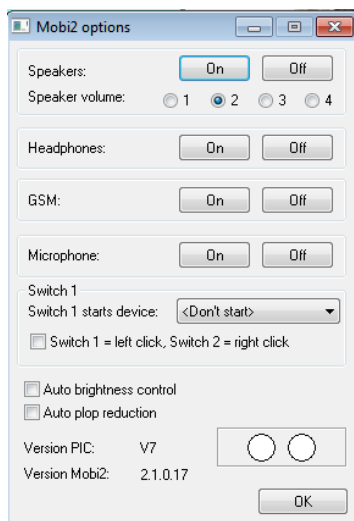 Mobi2 options
Speakers: On Off
Speaker volume: 1 2 3 4
Headphones: On Off
GSM: On Off
Microphone: On Off
Switch 1
Switch 1 starts device: <Don't start>
Switch 1 = left click, Switch 2 = right click
Auto brightness control
Auto plop reduction
Version PIC: V7
Version Mobi2: 2.1.0.17
OK